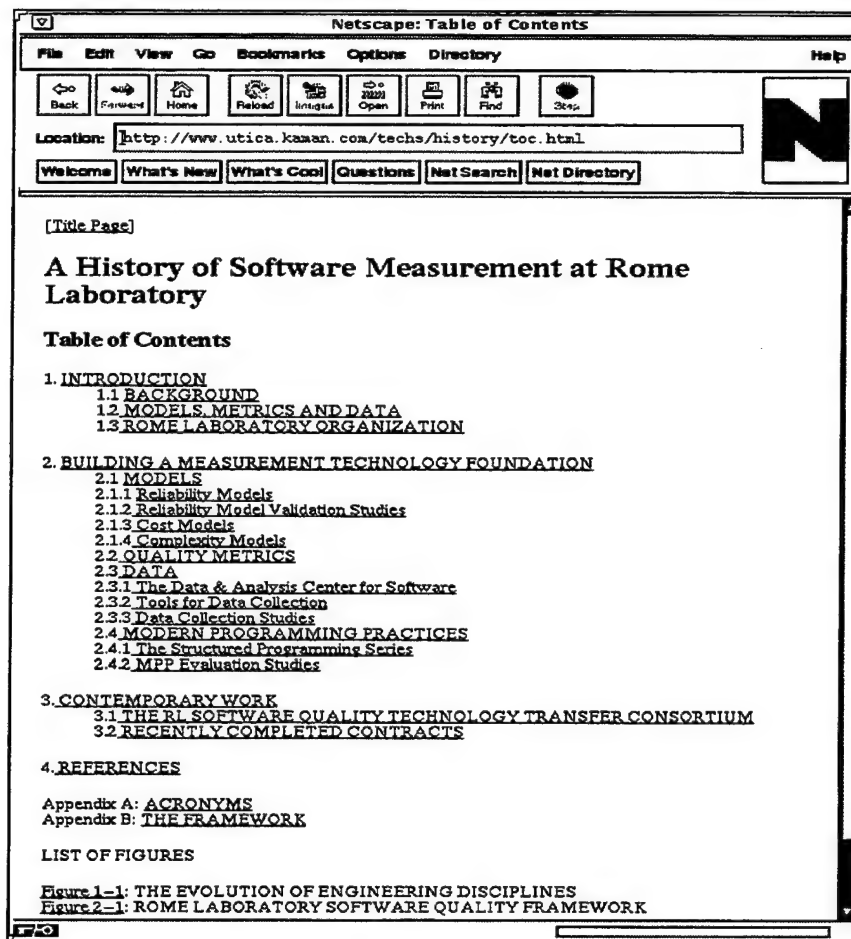 Netscape: Table of Contents
File Edit View Go Bookmarks Options Directory Help
Back Forward Home Reload Images Open Print Find Stop
Location: http://www.utica.kaman.com/techs/history/toc.html
Welcome What's New What's Cool Questions Net Search Net Directory
N
[Title Page]
A History of Software Measurement at Rome
Laboratory
Table of Contents
1. INTRODUCTION
1.1 BACKGROUND
1.2 MODELS, METRICS AND DATA
1.3 ROME LABORATORY ORGANIZATION
2. BUILDING A MEASUREMENT TECHNOLOGY FOUNDATION
2.1 MODELS
2.1.1 Reliability Models
2.1.2 Reliability Model Validation Studies
2.1.3 Cost Models
2.1.4 Complexity Models
2.2 QUALITY METRICS
2.3 DATA
2.3.1 The Data & Analysis Center for Software
2.3.2 Tools for Data Collection
2.3.3 Data Collection Studies
2.4 MODERN PROGRAMMING PRACTICES
2.4.1 The Structured Programming Series
2.4.2 MPP Evaluation Studies
3. CONTEMPORARY WORK
3.1 THE RL SOFTWARE QUALITY TECHNOLOGY TRANSFER CONSORTIUM
3.2 RECENTLY COMPLETED CONTRACTS
4. REFERENCES
Appendix A: ACRONYMS
Appendix B: THE FRAMEWORK
LIST OF FIGURES
Figure 1-1: THE EVOLUTION OF ENGINEERING DISCIPLINES
Figure 2-1: ROME LABORATORY SOFTWARE QUALITY FRAMEWORK